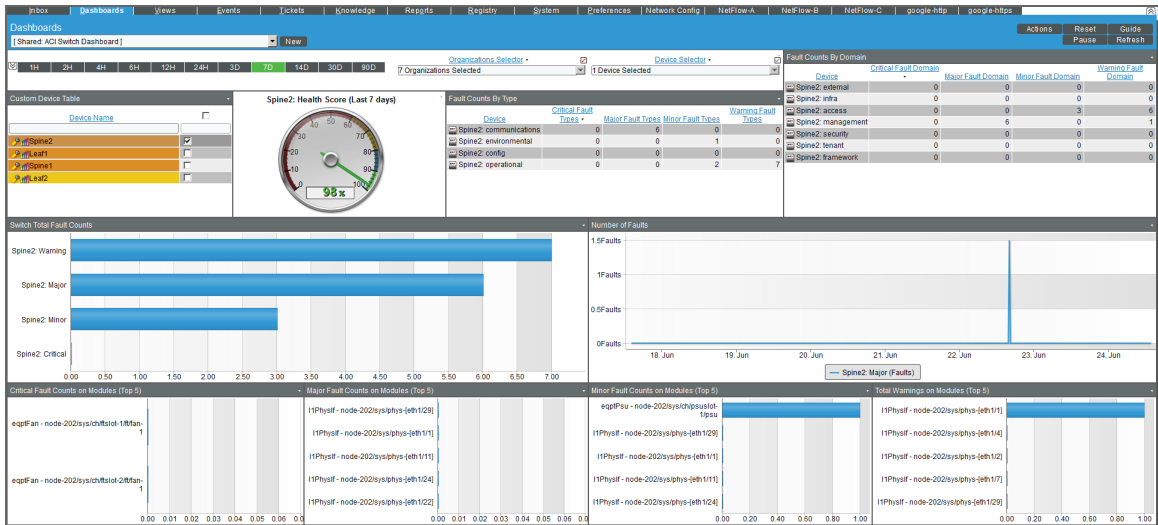 Inbox Dashboards Views Events Tickets Knowledge Reports Registry System Preferences Network Config NetFlow-A NetFlow-B NetFlow-C google-http google-https
Dashboards
Actions Reset Guide
[ Shared: ACI Switch Dashboard ] New
Pause Refresh
1H 2H 4H 6H 12H 24H 3D 7D 14D 30D 90D
Organizations Selector
7 Organizations Selected
Device Selector
1 Device Selected
Fault Counts By Domain
Device Critical Fault Domain Major Fault Domain Minor Fault Domain Warning Fault Domain
Spine2: external 0 0 0 0
Spine2: infra 0 0 0 0
Spine2: access 0 0 3 6
Spine2: management 0 6 0 1
Spine2: security 0 0 0 0
Spine2: tenant 0 0 0 0
Spine2: framework 0 0 0 0
Custom Device Table
Device Name
Spine2
Leaf1
Spine1
Leaf2
Spine2: Health Score (Last 7 days)
10 20 30 40 50 60 70 80 90 100
98%
Fault Counts By Type
Device Critical Fault Types Major Fault Types Minor Fault Types Warning Fault Types
Spine2: communications 0 6 0 0
Spine2: environmental 0 0 1 0
Spine2: config 0 0 0 0
Spine2: operational 0 0 2 7
Switch Total Fault Counts
Spine2: Warning
Spine2: Major
Spine2: Minor
Spine2: Critical
0.00 0.50 1.00 1.50 2.00 2.50 3.00 3.50 4.00 4.50 5.00 5.50 6.00 6.50 7.00
Number of Faults
1.5Faults
1Faults
0.5Faults
0Faults
18. Jun 19. Jun 20. Jun 21. Jun 22. Jun 23. Jun 24. Jun
Spine2: Major (Faults)
Critical Fault Counts on Modules (Top 5)
eqptFan - node-202/sys/ch/ftslot-1/ft/fan-
1
eqptFan - node-202/sys/ch/ftslot-2/ft/fan-
1
0.00 0.01 0.02 0.03 0.04 0.05 0.06 0.0
Major Fault Counts on Modules (Top 5)
l1PhysIf - node-202/sys/phys-[eth1/29]
l1PhysIf - node-202/sys/phys-[eth1/1]
l1PhysIf - node-202/sys/phys-[eth1/11]
l1PhysIf - node-202/sys/phys-[eth1/24]
l1PhysIf - node-202/sys/phys-[eth1/22]
0.00 0.01 0.02 0.03 0.04 0.05 0.06 0.0
Minor Fault Counts on Modules (Top 5)
eqptPsu - node-202/sys/ch/psuslot-
1/psu
l1PhysIf - node-202/sys/phys-[eth1/29]
l1PhysIf - node-202/sys/phys-[eth1/1]
l1PhysIf - node-202/sys/phys-[eth1/11]
l1PhysIf - node-202/sys/phys-[eth1/24]
0.00 0.20 0.40 0.60 0.80 1.00
Total Warnings on Modules (Top 5)
l1PhysIf - node-202/sys/phys-[eth1/1]
l1PhysIf - node-202/sys/phys-[eth1/4]
l1PhysIf - node-202/sys/phys-[eth1/2]
l1PhysIf - node-202/sys/phys-[eth1/7]
l1PhysIf - node-202/sys/phys-[eth1/29]
0.00 0.20 0.40 0.60 0.80 1.00